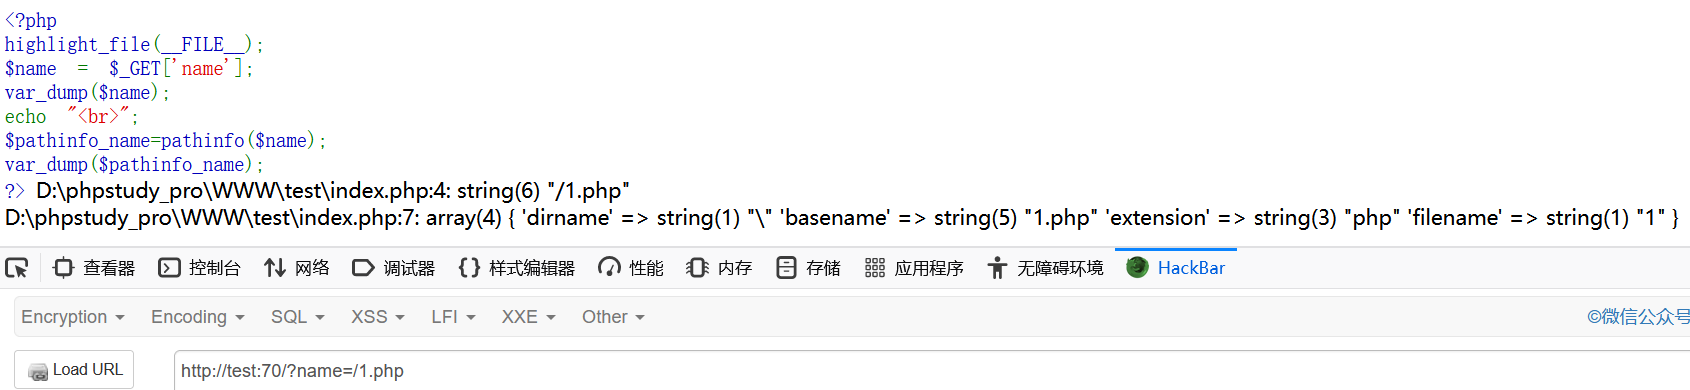 <?php
highlight_file(__FILE__);
$name = $_GET['name'];
var_dump($name);
echo "<br>";
$pathinfo_name=pathinfo($name);
var_dump($pathinfo_name);
?> D:\phpstudy_pro\WWW\test\index.php:4: string(6) "/1.php"
D:\phpstudy_pro\WWW\test\index.php:7: array(4) { 'dirname' => string(1) "\" 'basename' => string(5) "1.php" 'extension' => string(3) "php" 'filename' => string(1) "1" }
查看器 控制台 网络 调试器 样式编辑器 性能 内存 存储 应用程序 无障碍环境 HackBar
Encryption Encoding SQL XSS LFI XXE Other ©微信公众号
Load URL http://test:70/?name=/1.php